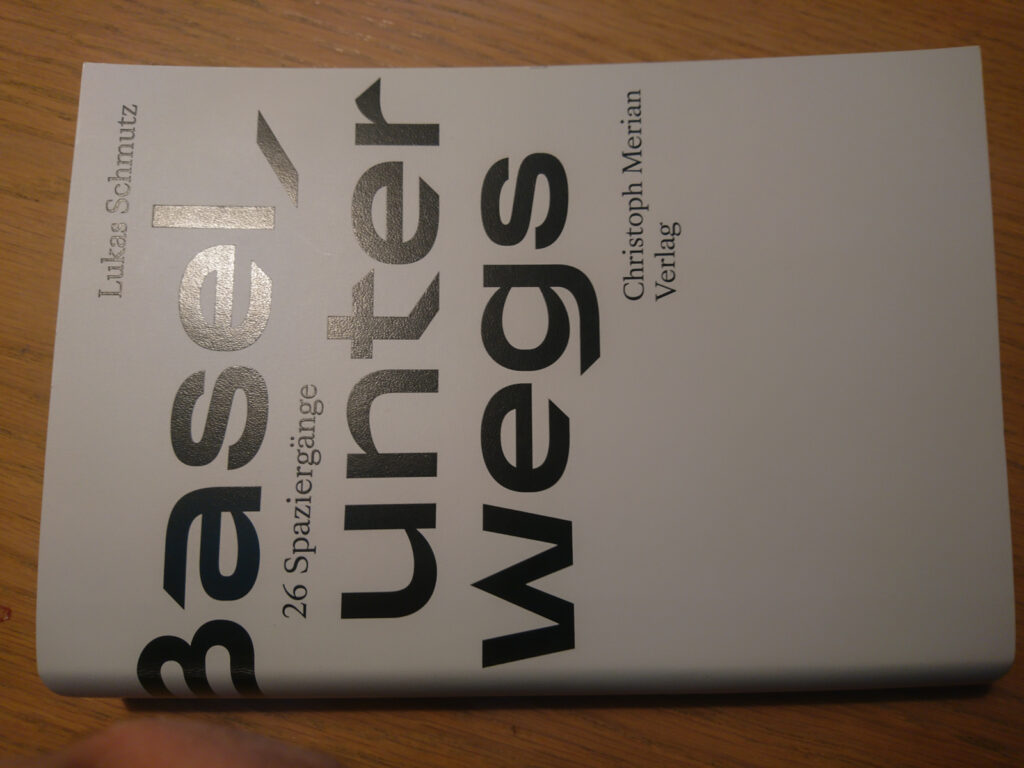 Lukas Schmutz
Basel,
26 Spaziergänge
unter
wegs
Christoph Merian
Verlag